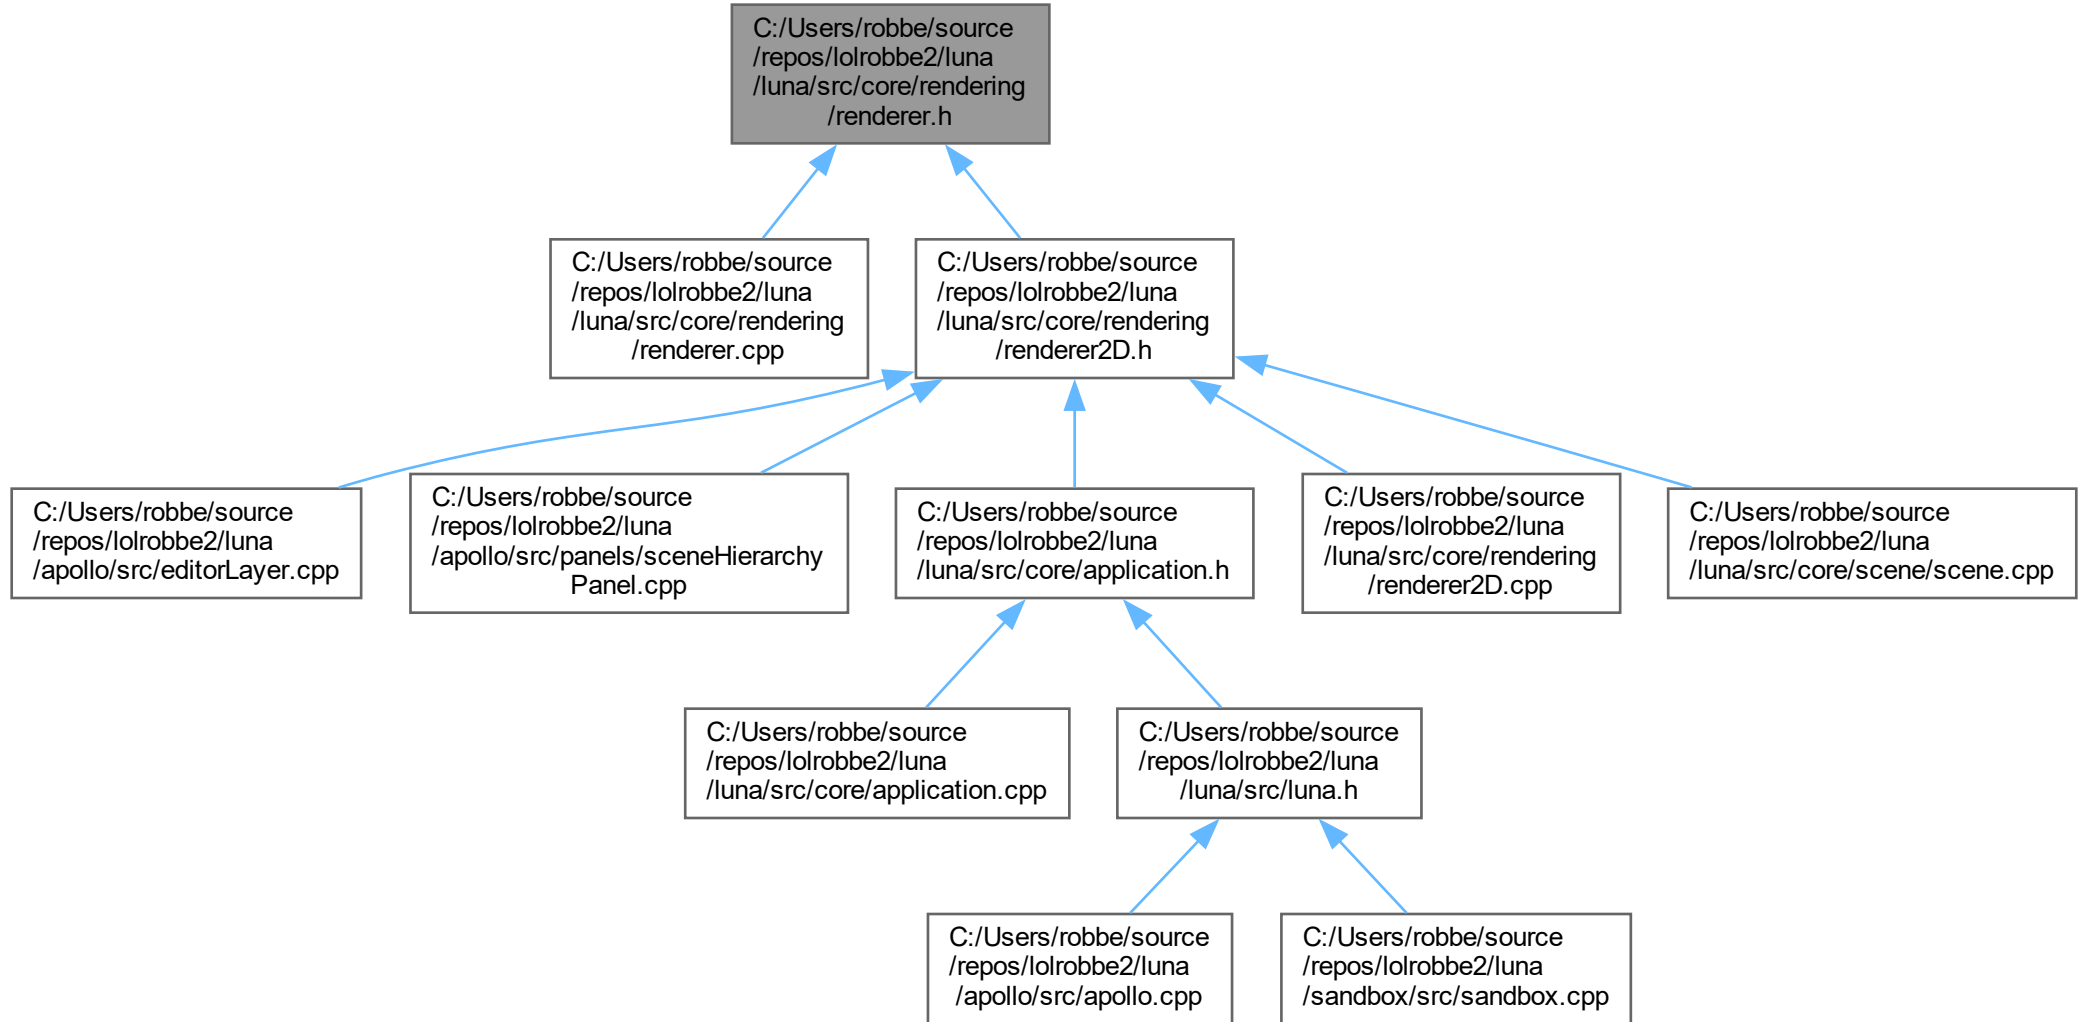 C:/Users/robbe/source
/repos/lolrobbe2/luna
/luna/src/core/rendering
/renderer.h
C:/Users/robbe/source
/repos/lolrobbe2/luna
/luna/src/core/rendering
/renderer.cpp
C:/Users/robbe/source
/repos/lolrobbe2/luna
/luna/src/core/rendering
/renderer2D.h
C:/Users/robbe/source
/repos/lolrobbe2/luna
/apollo/src/editorLayer.cpp
C:/Users/robbe/source
/repos/lolrobbe2/luna
/apollo/src/panels/sceneHierarchy
Panel.cpp
C:/Users/robbe/source
/repos/lolrobbe2/luna
/luna/src/core/application.h
C:/Users/robbe/source
/repos/lolrobbe2/luna
/luna/src/core/rendering
/renderer2D.cpp
C:/Users/robbe/source
/repos/lolrobbe2/luna
/luna/src/core/scene/scene.cpp
C:/Users/robbe/source
/repos/lolrobbe2/luna
/luna/src/core/application.cpp
C:/Users/robbe/source
/repos/lolrobbe2/luna
/luna/src/luna.h
C:/Users/robbe/source
/repos/lolrobbe2/luna
/apollo/src/apollo.cpp
C:/Users/robbe/source
/repos/lolrobbe2/luna
/sandbox/src/sandbox.cpp